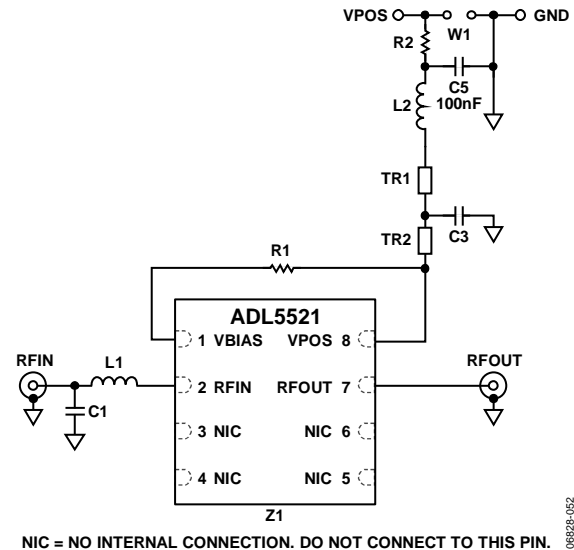 VPOS
W1
GND
R2
C5
L2 100nF
TR1
C3
TR2
R1
ADL5521
1 VBIAS VPOS 8
RFIN
L1
RFOUT
2 RFIN RFOUT 7
C1
3 NIC NIC 6
4 NIC NIC 5
Z1
NIC = NO INTERNAL CONNECTION. DO NOT CONNECT TO THIS PIN.
06828-052